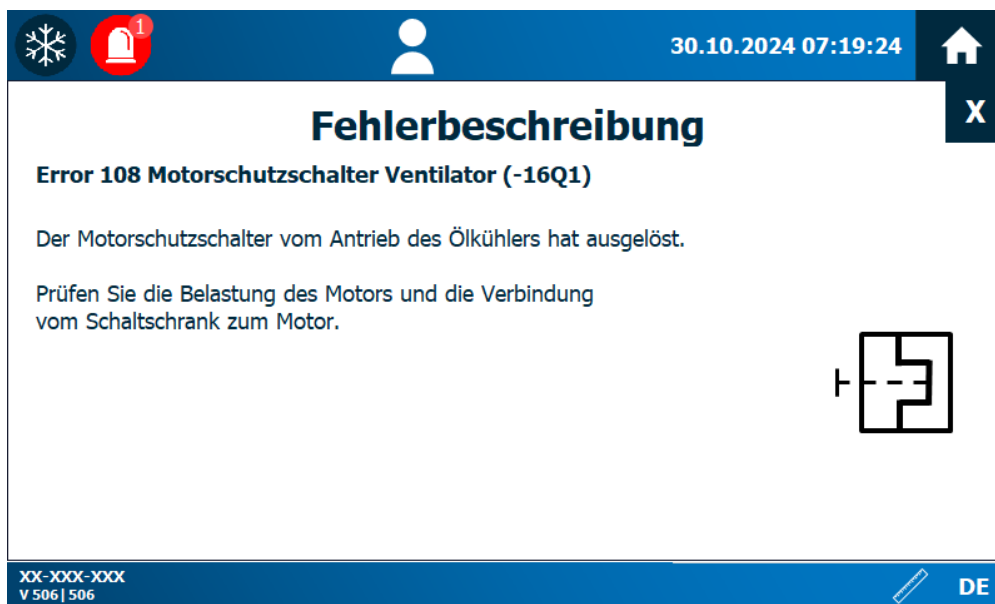 1
30.10.2024 07:19:24
X
Fehlerbeschreibung
Error 108 Motorschutzschalter Ventilator (-16Q1)
Der Motorschutzschalter vom Antrieb des Ölkühlers hat ausgelöst.
Prüfen Sie die Belastung des Motors und die Verbindung
vom Schaltschrank zum Motor.
XX-XXX-XXX
V 506| 506
DE